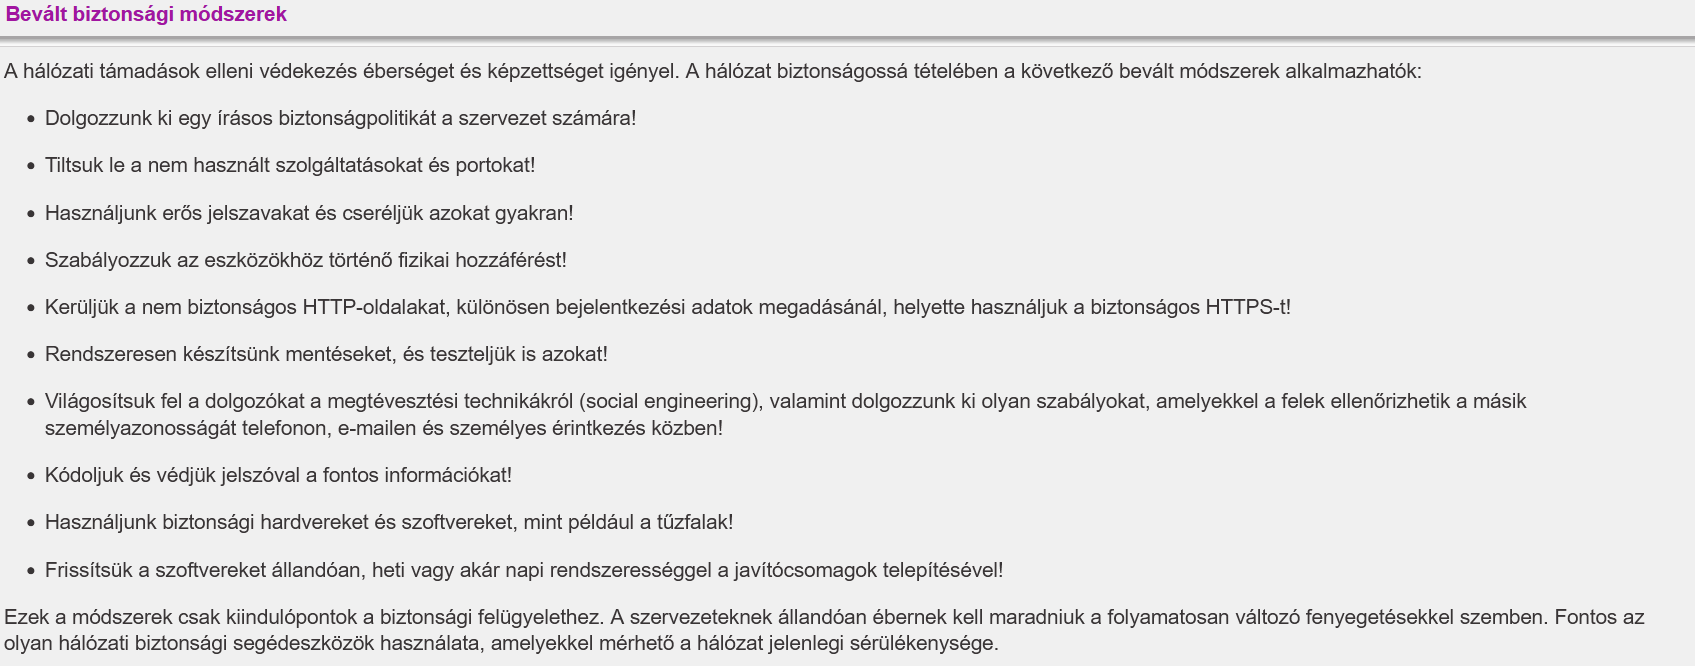 Bevált biztonsági módszerek
A hálózati támadások elleni védekezés éberséget és képzettséget igényel. A hálózat biztonságossá tételében a következő bevált módszerek alkalmazhatók:
• Dolgozzunk ki egy írásos biztonságpolitikát a szervezet számára!
• Tiltsuk le a nem használt szolgáltatásokat és portokat!
• Használjunk erős jelszavakat és cseréljük azokat gyakran!
• Szabályozzuk az eszközökhöz történő fizikai hozzáférést!
• Kerüljük a nem biztonságos HTTP-oldalakat, különösen bejelentkezési adatok megadásánál, helyette használjuk a biztonságos HTTPS-t!
• Rendszeresen készítsünk mentéseket, és teszteljük is azokat!
• Világosítsuk fel a dolgozókat a megtévesztési technikákról (social engineering), valamint dolgozzunk ki olyan szabályokat, amelyekkel a felek ellenőrizhetik a másik
személyazonosságát telefonon, e-mailen és személyes érintkezés közben!
• Kódoljuk és védjük jelszóval a fontos információkat!
• Használjunk biztonsági hardvereket és szoftvereket, mint például a tűzfalak!
• Frissítsük a szoftvereket állandóan, heti vagy akár napi rendszerességgel a javítócsomagok telepítésével!
Ezek a módszerek csak kiindulópontok a biztonsági felügyelethez. A szervezeteknek állandóan ébernek kell maradniuk a folyamatosan változó fenyegetésekkel szemben. Fontos az
olyan hálózati biztonsági segédeszközök használata, amelyekkel mérhető a hálózat jelenlegi sérülékenysége.